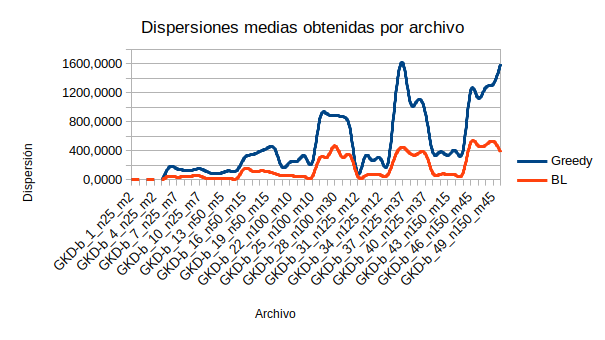 Dispersiones medias obtenidas por archivo
1600,0000
1200,0000
800,0000
400,0000
0,0000
Dispersión
GKD-b_1_n25_m2
GKD-b_4_n25_m2
GKD-b_7_n25_m7
GKD-b_10_n25_m7
GKD-b_13_n50_m5
GKD-b_16_n50_m15
GKD-b_19_n50_m15
GKD-b_22_n100_m10
GKD-b_25_n100_m10
GKD-b_28_n100_m30
GKD-b_31_n125_m12
GKD-b_34_n125_m12
GKD-b_37_n125_m37
GKD-b_40_n125_m37
GKD-b_43_n150_m15
GKD-b_46_n150_m45
GKD-b_49_n150_m45
Archivo
Greedy
BL